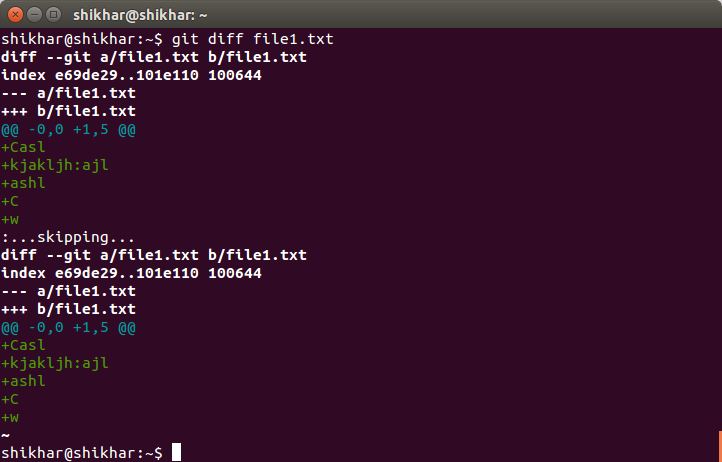 shikhar@shikhar: ~
shikhar@shikhar:~$ git diff file1.txt
diff --git a/file1.txt b/file1.txt
index e69de29..101e110 100644
--- a/file1.txt
+++ b/file1.txt
@@ -0,0 +1,5 @@
+Casl
+kjakljh:ajl
+ashl
+C
+w
:...skipping...
diff --git a/file1.txt b/file1.txt
index e69de29..101e110 100644
--- a/file1.txt
+++ b/file1.txt
@@ -0,0 +1,5 @@
+Casl
+kjakljh:ajl
+ashl
+C
+w
~
shikhar@shikhar:~$